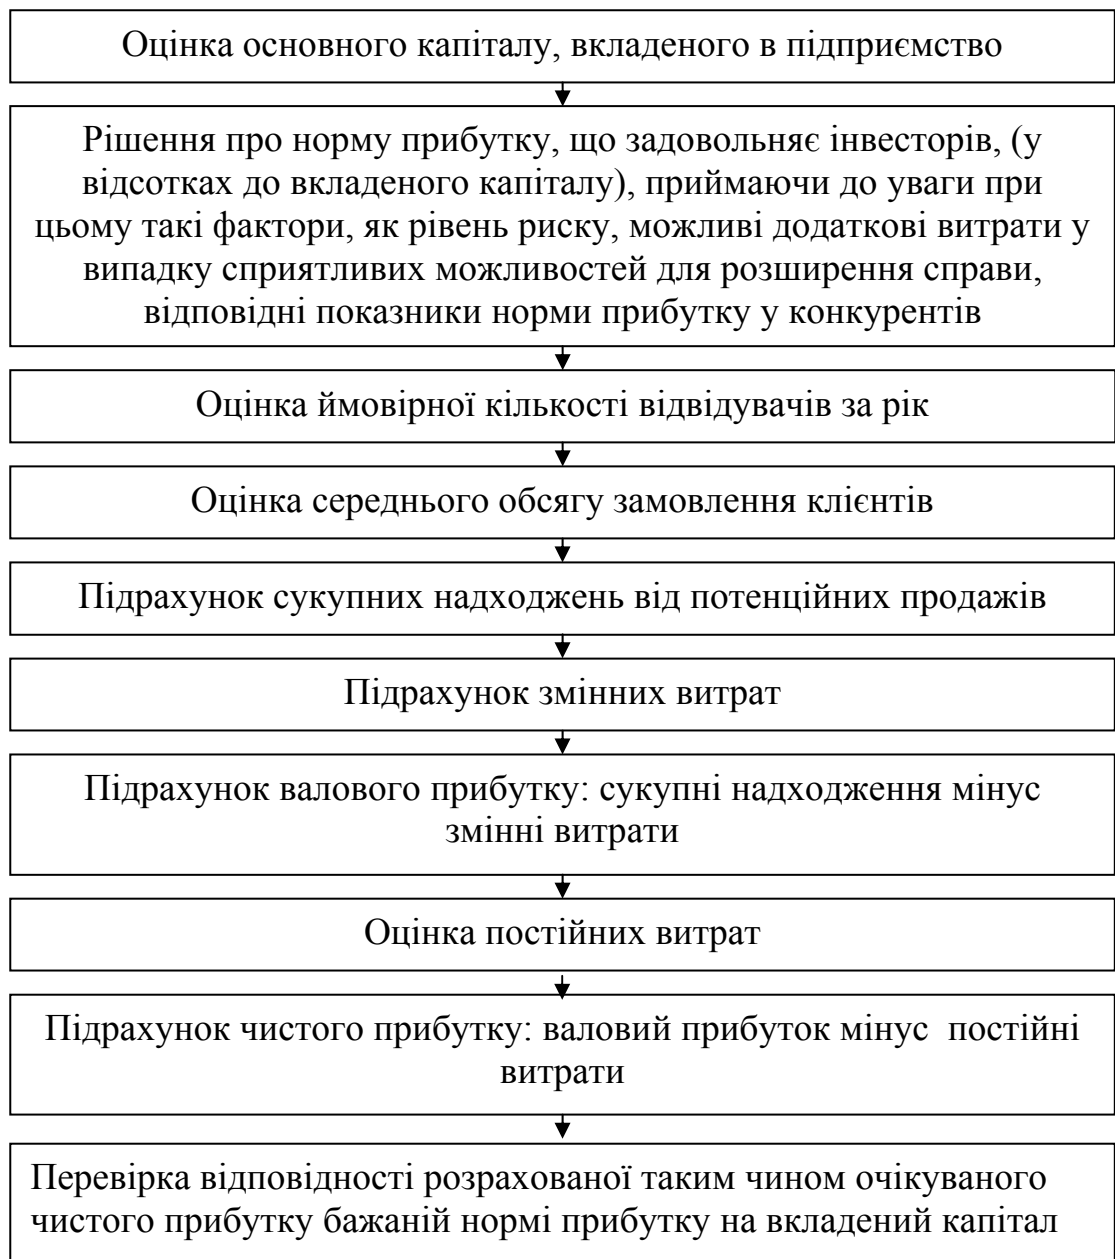 Оцінка основного капіталу, вкладеного в підприємство
Рішення про норму прибутку, що задовольняє інвесторів, (у
відсотках до вкладеного капіталу), приймаючи до уваги при
цьому такі фактори, як рівень риску, можливі додаткові витрати у
випадку сприятливих можливостей для розширення справи,
відповідні показники норми прибутку у конкурентів
Оцінка ймовірної кількості відвідувачів за рік
Оцінка середнього обсягу замовлення клієнтів
Підрахунок сукупних надходжень від потенційних продажів
Підрахунок змінних витрат
Підрахунок валового прибутку: сукупні надходження мінус
змінні витрати
Оцінка постійних витрат
Підрахунок чистого прибутку: валовий прибуток мінус постійні
витрати
Перевірка відповідності розрахованої таким чином очікуваного
чистого прибутку бажаній нормі прибутку на вкладений капітал